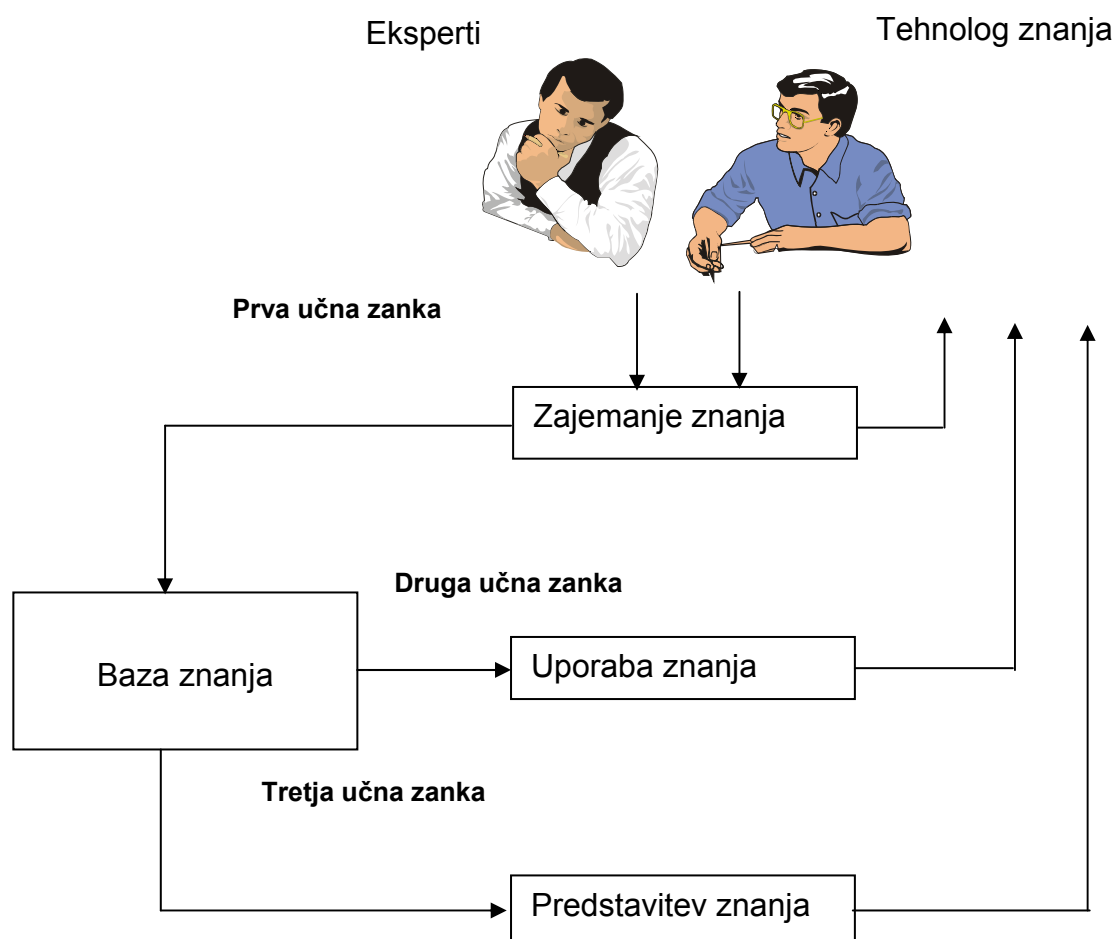 Eksperti
Tehnolog znanja
Prva učna zanka
Zajemanje znanja
Druga učna zanka
Baza znanja
Uporaba znanja
Tretja učna zanka
Predstavitev znanja